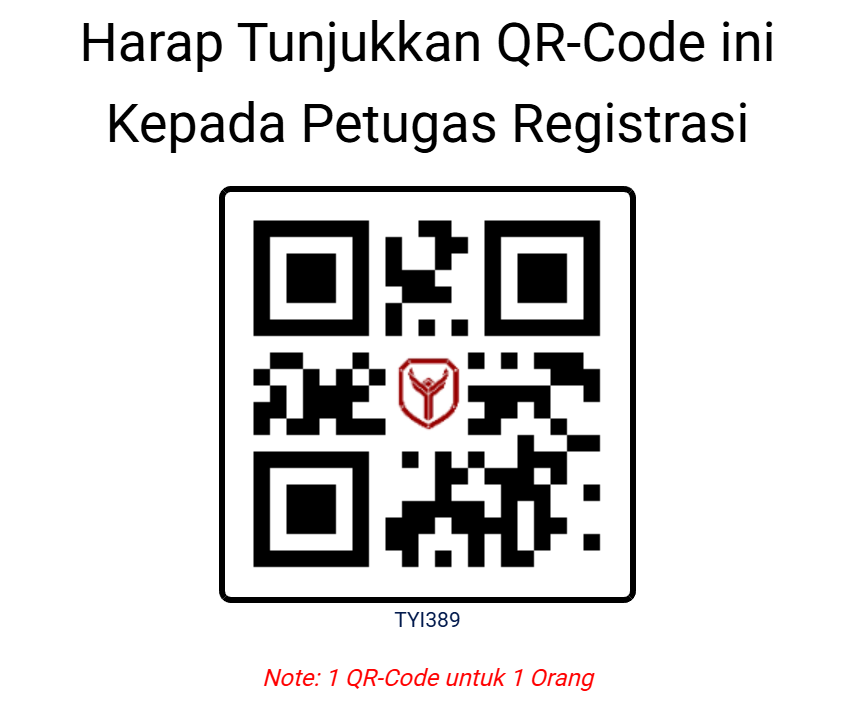 Harap Tunjukkan QR-Code ini
Kepada Petugas Registrasi
TYI389
Note: 1 QR-Code untuk 1 Orang